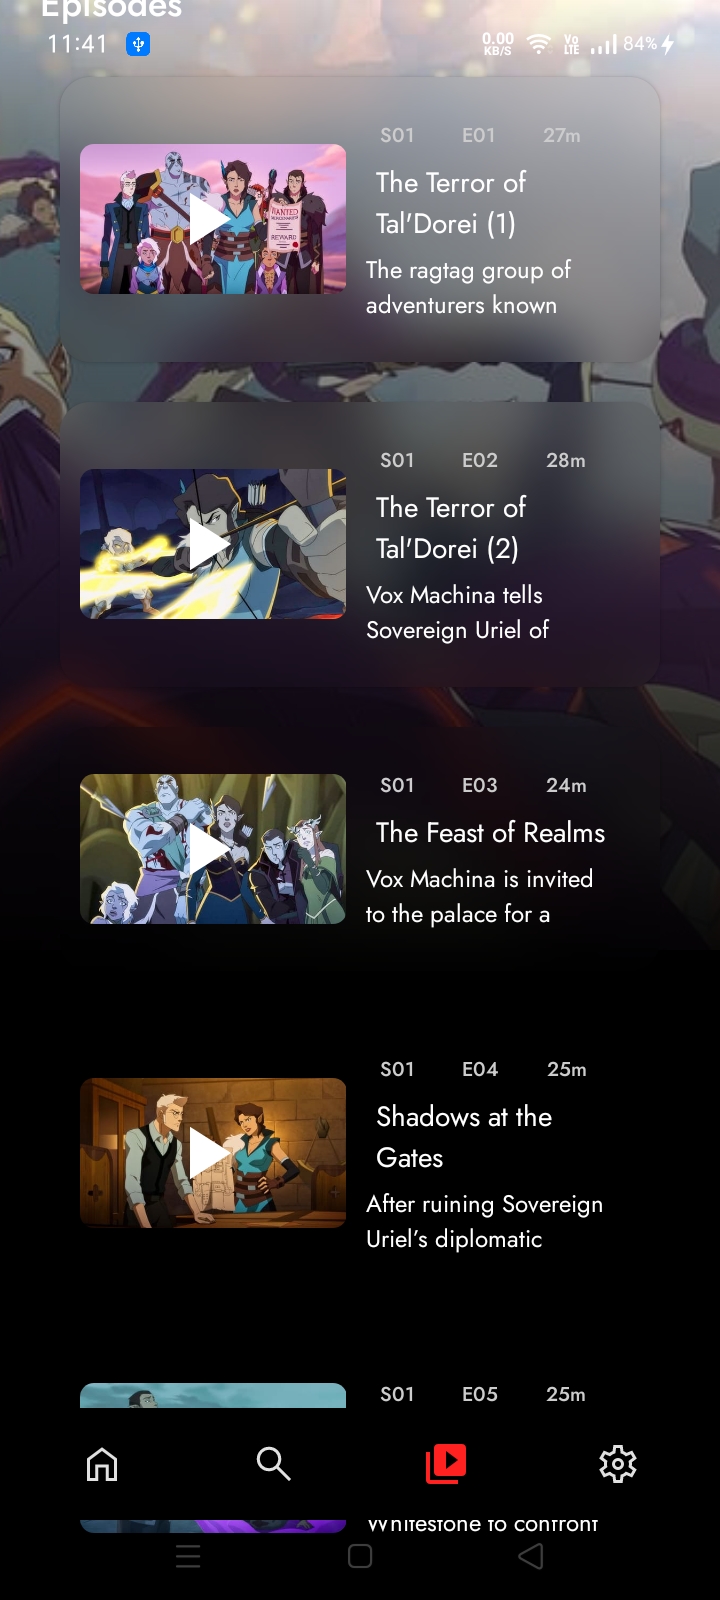 Episodes
11:41
0.00
KB/S
Vo
LTE
84%
S01 E01 27m
The Terror of
Tal'Dorei (1)
The ragtag group of
adventurers known
WANTED
REWARD
S01 E02 28m
The Terror of
Tal'Dorei (2)
Vox Machina tells
Sovereign Uriel of
S01 E03 24m
The Feast of Realms
Vox Machina is invited
to the palace for a
S01 E04 25m
Shadows at the
Gates
After ruining Sovereign
Uriel’s diplomatic
S01 E05 25m
Whitestone to confront